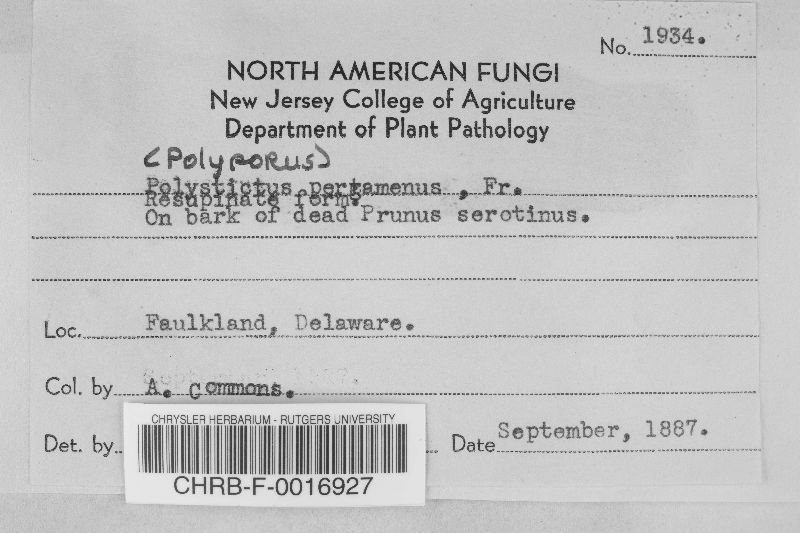 No. 1934.
NORTH AMERICAN FUNGI
New Jersey College of Agriculture
Department of Plant Pathology
(Polyporus)
Polystictus pertamenus, Fr.
Resupinate form.
On bark of dead Prunus serotinus.
Loc. Faulkland, Delaware.
Col. by A. commons.
CHRYSLER HERBARIUM - RUTGERS UNIVERSITY
Det. by
Date September, 1887.
CHRB-F-0016927